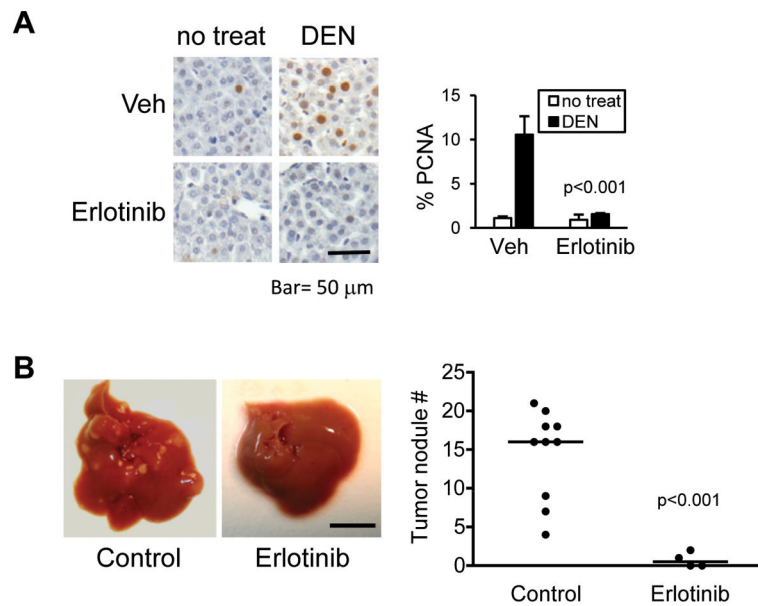 A
no treat DEN
Veh
Erlotinib
Bar= 50 μm
% PCNA
15
10
5
0
no treat
DEN
p<0.001
Veh Erlotinib
B
Control Erlotinib
Tumor nodule #
25
20
15
10
5
0
p<0.001
Control Erlotinib